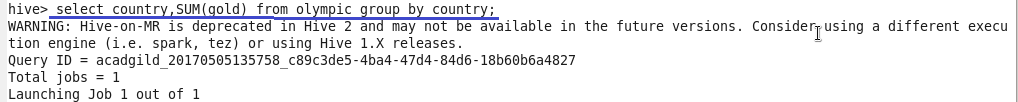 hive> select country,SUM(gold) from olympic group by country;
WARNING: Hive-on-MR is deprecated in Hive 2 and may not be available in the future versions. Consider using a different execu
tion engine (i.e. spark, tez) or using Hive 1.X releases.
Query ID = acadgild_20170505135758_c89c3de5-4ba4-47d4-84d6-18b60b6a4827
Total jobs = 1
Launching Job 1 out of 1